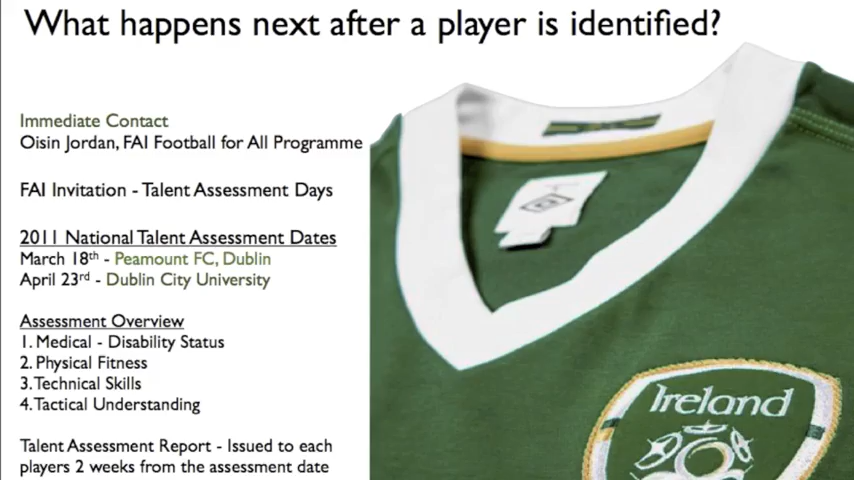 What happens next after a player is identified?
Immediate Contact
Oisin Jordan, FAI Football for All Programme
FAI Invitation - Talent Assessment Days
2011 National Talent Assessment Dates
March 18th - Peamount FC, Dublin
April 23rd - Dublin City University
Assessment Overview
1. Medical - Disability Status
2. Physical Fitness
3. Technical Skills
4. Tactical Understanding
Talent Assessment Report - Issued to each
players 2 weeks from the assessment date
Ireland